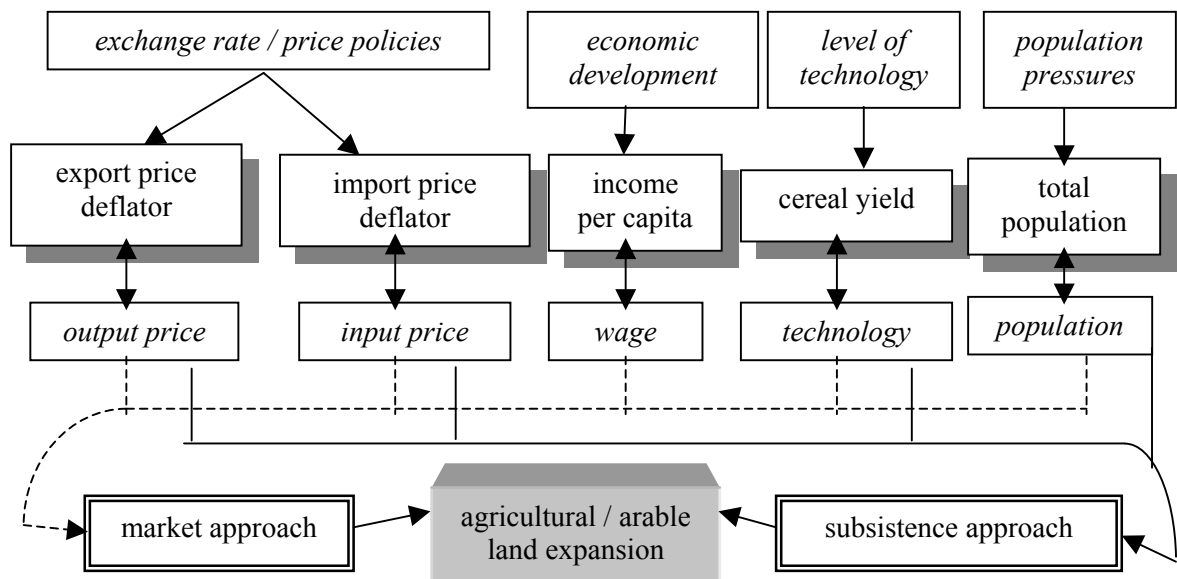 exchange rate / price policies
economic
development
level of
technology
population
pressures
export price
deflator
import price
deflator
income
per capita
cereal yield
total
population
output price
input price
wage
technology
population
market approach
agricultural / arable
land expansion
subsistence approach